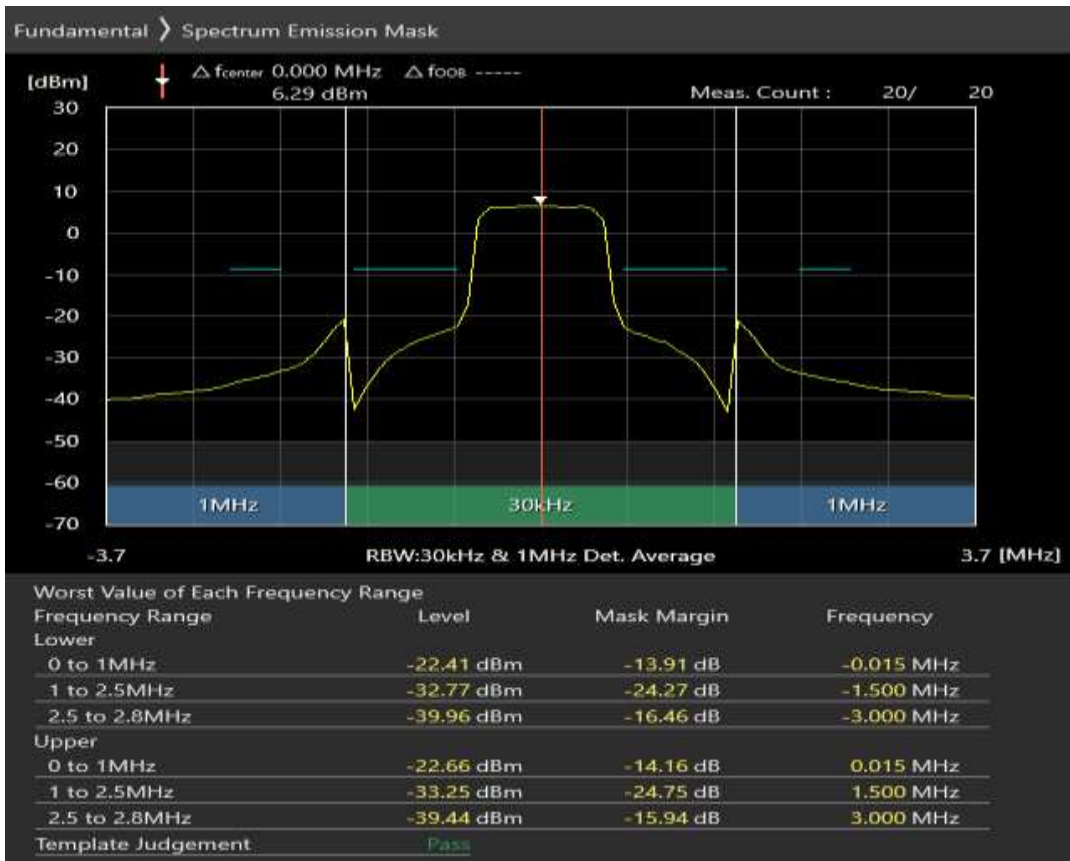 Fundamental 》 Spectrum Emission Mask
[dBm] △ fcenter 0.000 MHz △ fOOB -----
6.29 dBm Meas. Count : 20/ 20
30
20
10
0
-10
-20
-30
-40
-50
-60
-70
1MHz 30kHz 1MHz
-3.7 RBW:30kHz & 1MHz Det. Average 3.7 [MHz]
Worst Value of Each Frequency Range
Frequency Range Level Mask Margin Frequency
Lower
0 to 1MHz -22.41 dBm -13.91 dB -0.015 MHz
1 to 2.5MHz -32.77 dBm -24.27 dB -1.500 MHz
2.5 to 2.8MHz -39.96 dBm -16.46 dB -3.000 MHz
Upper
0 to 1MHz -22.66 dBm -14.16 dB 0.015 MHz
1 to 2.5MHz -33.25 dBm -24.75 dB 1.500 MHz
2.5 to 2.8MHz -39.44 dBm -15.94 dB 3.000 MHz
Template Judgement Pass